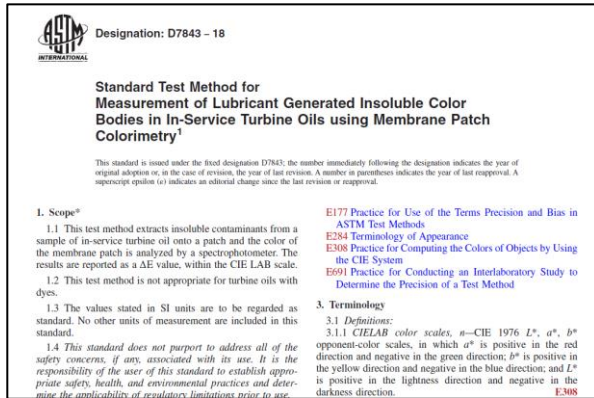 ASTM
INTERNATIONAL
Designation: D7843 – 18
Standard Test Method for
Measurement of Lubricant Generated Insoluble Color
Bodies in In-Service Turbine Oils using Membrane Patch
Colorimetry¹
This standard is issued under the fixed designation D7843; the number immediately following the designation indicates the year of
original adoption or, in the case of revision, the year of last revision. A number in parentheses indicates the year of last reapproval. A
superscript epsilon (ε) indicates an editorial change since the last revision or reapproval.
1. Scope*
1.1 This test method extracts insoluble contaminants from a
sample of in-service turbine oil onto a patch and the color of
the membrane patch is analyzed by a spectrophotometer. The
results are reported as a ΔE value, within the CIE LAB scale.
1.2 This test method is not appropriate for turbine oils with
dyes.
1.3 The values stated in SI units are to be regarded as
standard. No other units of measurement are included in this
standard.
1.4 This standard does not purport to address all of the
safety concerns, if any, associated with its use. It is the
responsibility of the user of this standard to establish appro-
priate safety, health, and environmental practices and deter-
mine the applicability of regulatory limitations prior to use.
E177 Practice for Use of the Terms Precision and Bias in
ASTM Test Methods
E284 Terminology of Appearance
E308 Practice for Computing the Colors of Objects by Using
the CIE System
E691 Practice for Conducting an Interlaboratory Study to
Determine the Precision of a Test Method
3. Terminology
3.1 Definitions:
3.1.1 CIELAB color scales, n—CIE 1976 L*, a*, b*
opponent-color scales, in which a* is positive in the red
direction and negative in the green direction; b* is positive in
the yellow direction and negative in the blue direction; and L*
is positive in the lightness direction and negative in the
darkness direction. E308